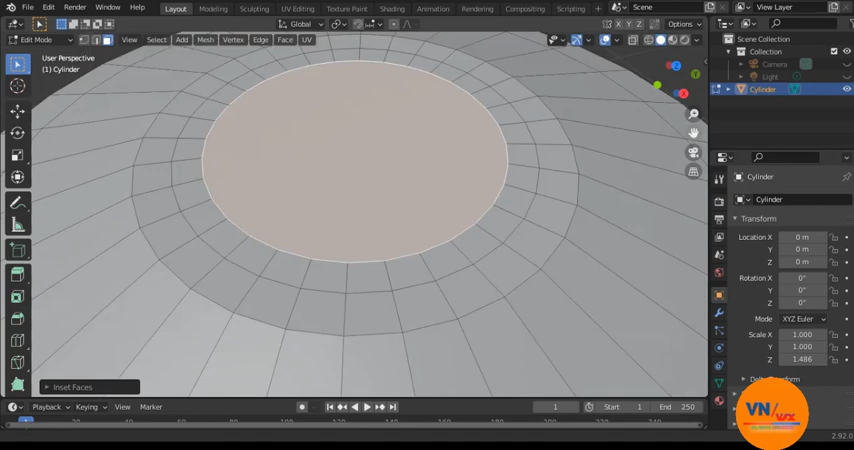 File Edit Render Window Help Layout Modeling Sculpting UV Editing Texture Paint Shading Animation Rendering Compositing Scripting Scene View Layer
Global X Y Z Options
Edit Mode View Select Add Mesh Vertex Edge Face UV
User Perspective
(1) Cylinder
Z
Y
X
Inset Faces
Scene Collection
Collection
Camera
Light
Cylinder
Cylinder
Cylinder
Transform
Location X 0 m
Y 0 m
Z 0 m
Rotation X 0°
Y 0°
Z 0°
Mode XYZ Euler
Scale X 1.000
Y 1.000
Z 1.486
Playback Keying View Marker 1 Start 1 End 250
VN/vsx
2.92.0